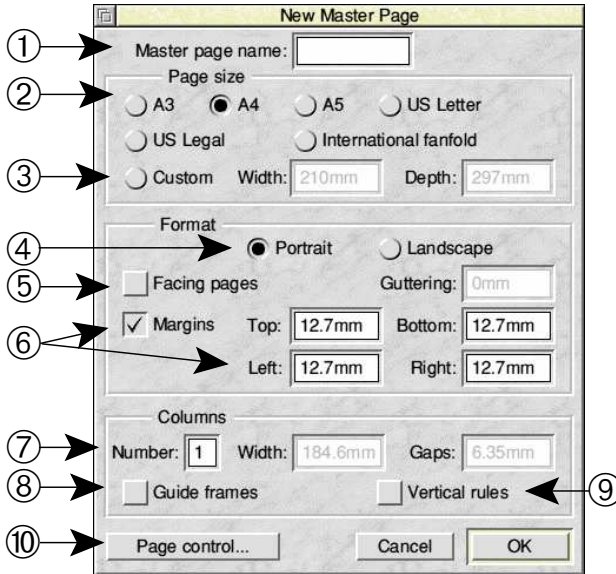 New Master Page
① Master page name:
Page size
② A3 A4 A5 US Letter
US Legal International fanfold
③ Custom Width: 210mm Depth: 297mm
Format
④ Portrait Landscape
⑤ Facing pages Guttering: 0mm
⑥ Margins Top: 12.7mm Bottom: 12.7mm
Left: 12.7mm Right: 12.7mm
Columns
⑦ Number: 1 Width: 184.6mm Gaps: 6.35mm
⑧ Guide frames Vertical rules ⑨
⑩ Page control... Cancel OK